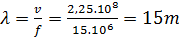 λ = v/f = 2,25.10⁸/15.10⁶ = 15m